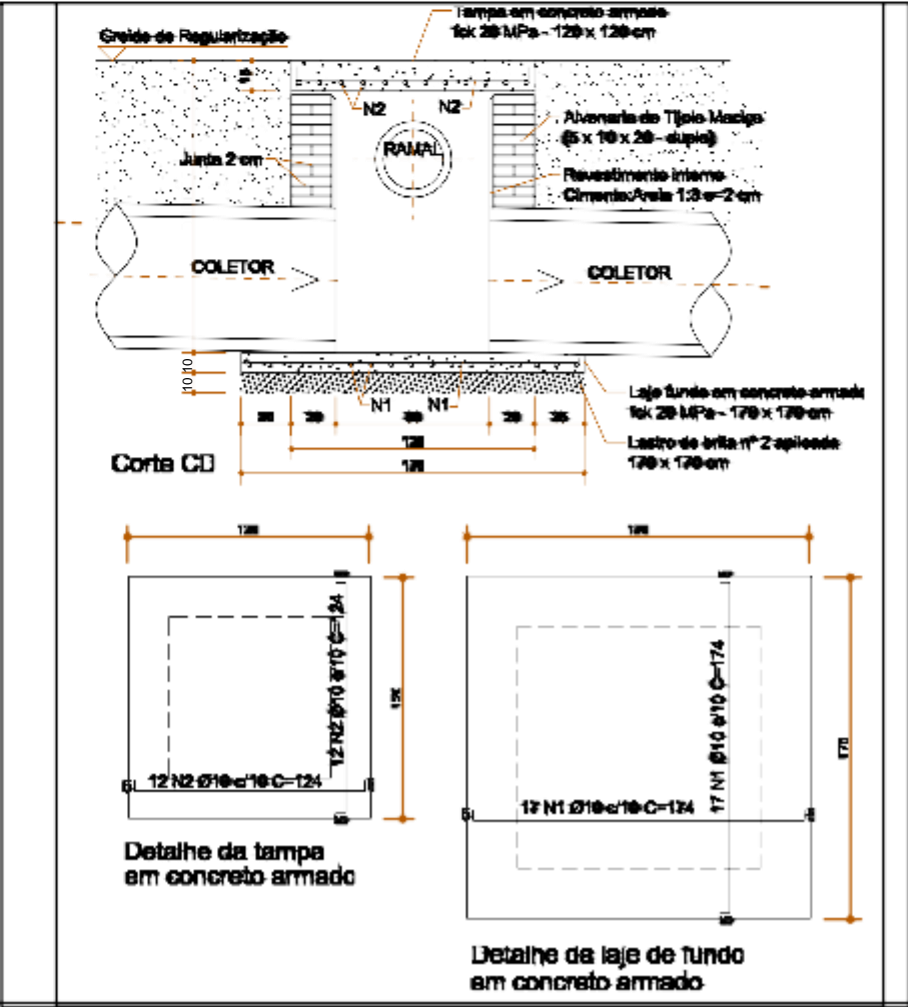 Greide de Regularização
Tampa em concreto armado
fck 20 MPa - 120 x 120 cm
N2
N2
Alvenaria de Tijolo Maciço
(5 x 10 x 20 - duplo)
Junta 2 cm
RAMAL
Revestimento interno
Cimento:Areia 1:3 e=2 cm
COLETOR
COLETOR
10
10
N1
N1
Laje fundo em concreto armado
fck 20 MPa - 170 x 170 cm
120
170
Lastro de brita nº 2 apiloada
170 x 170 cm
Corte CD
12 N2 Ø10 c/10 C=124
12 N2 Ø10 c/10 C=124
17 N1 Ø10 c/10 C=174
17 N1 Ø10 c/10 C=174
170
Detalhe da tampa
em concreto armado
Detalhe da laje de fundo
em concreto armado